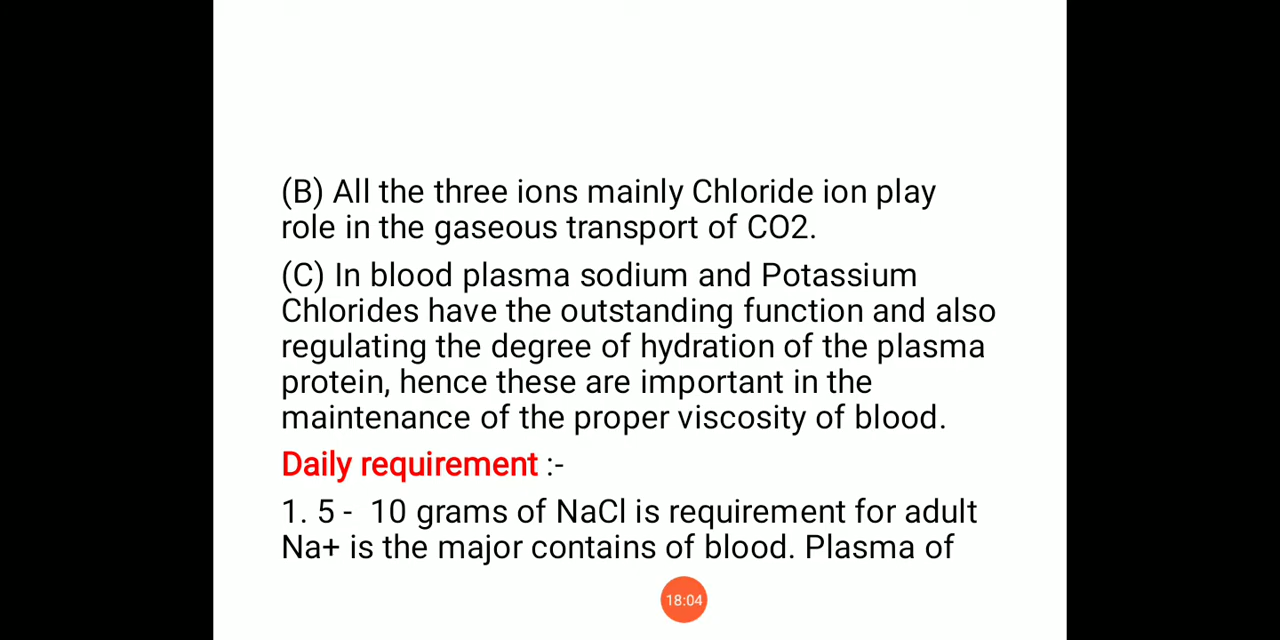 (B) All the three ions mainly Chloride ion play
role in the gaseous transport of CO2.
(C) In blood plasma sodium and Potassium
Chlorides have the outstanding function and also
regulating the degree of hydration of the plasma
protein, hence these are important in the
maintenance of the proper viscosity of blood.
Daily requirement :-
1. 5 -  10 grams of NaCl is requirement for adult
Na+ is the major contains of blood. Plasma of
18:04